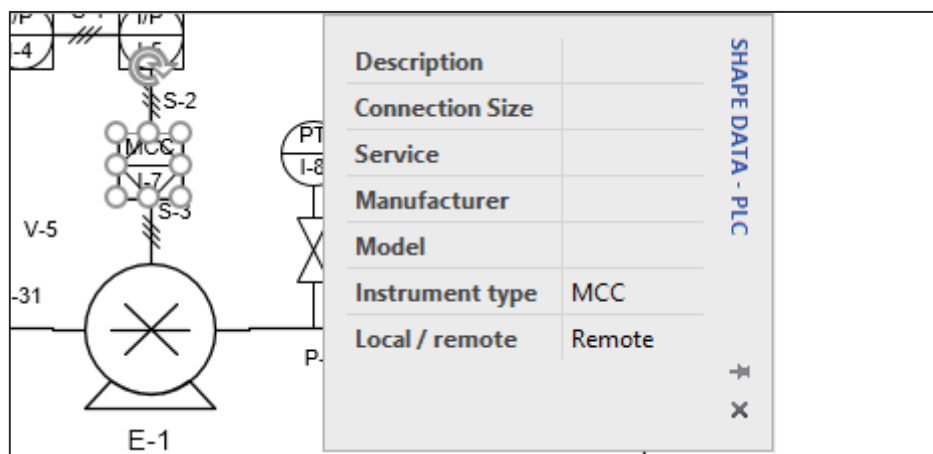 I/P
I/P
-4
I-5
S-2
MCC
I-7
S-3
PT
I-8
V-5
-31
P-
E-1
Description
Connection Size
Service
Manufacturer
Model
Instrument type MCC
Local / remote Remote
SHAPE DATA - PLC